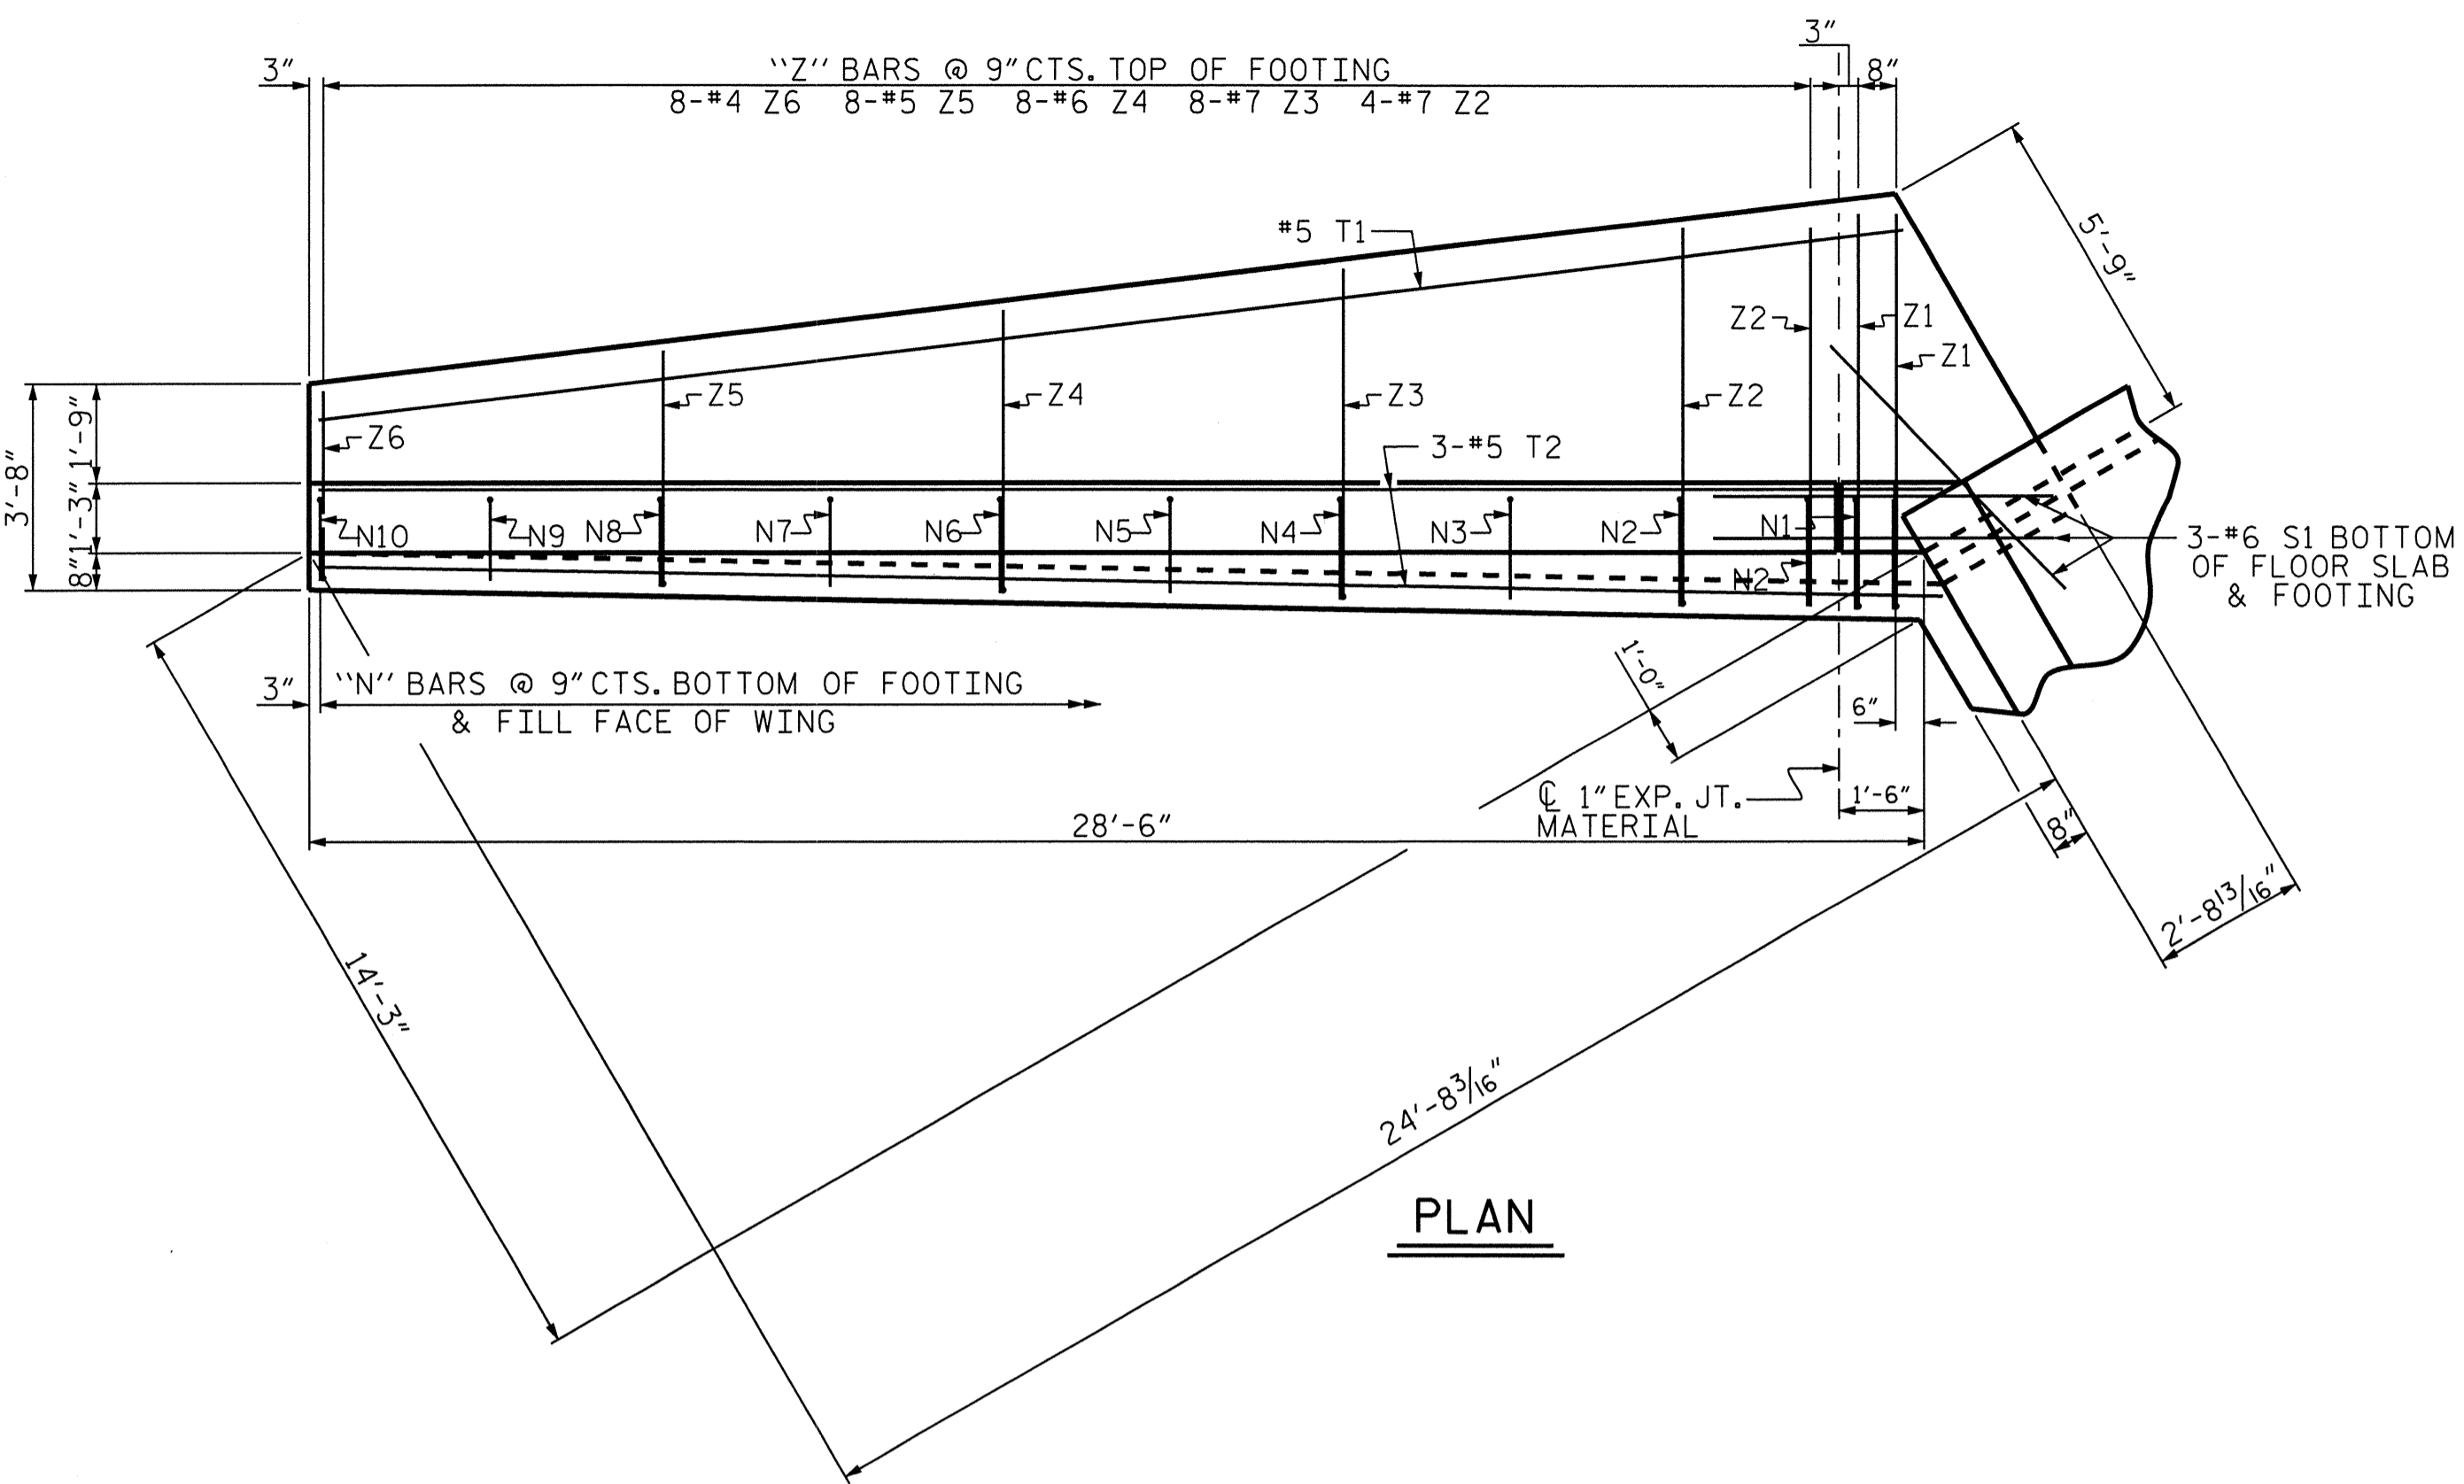 3"
8"
3"
"Z" BARS @ 9" CTS. TOP OF FOOTING
8-#4 Z6 8-#5 Z5 8-#6 Z4 8-#7 Z3 4-#7 Z2
#5 T1
5'-9"
Z2
Z1
Z1
Z6
Z5
Z4
Z3
Z2
3'-8"
1'-9"
1'-3"
8"
3-#5 T2
N10
N9
N8
N7
N6
N5
N4
N3
N2
N1
N2
3-#6 S1 BOTTOM
OF FLOOR SLAB
& FOOTING
3"
"N" BARS @ 9" CTS. BOTTOM OF FOOTING
& FILL FACE OF WING
1'-0"
6"
℄ 1" EXP. JT.
MATERIAL
1'-6"
28'-6"
8"
2'-8 13/16"
14'-3"
24'-8 3/16"
PLAN